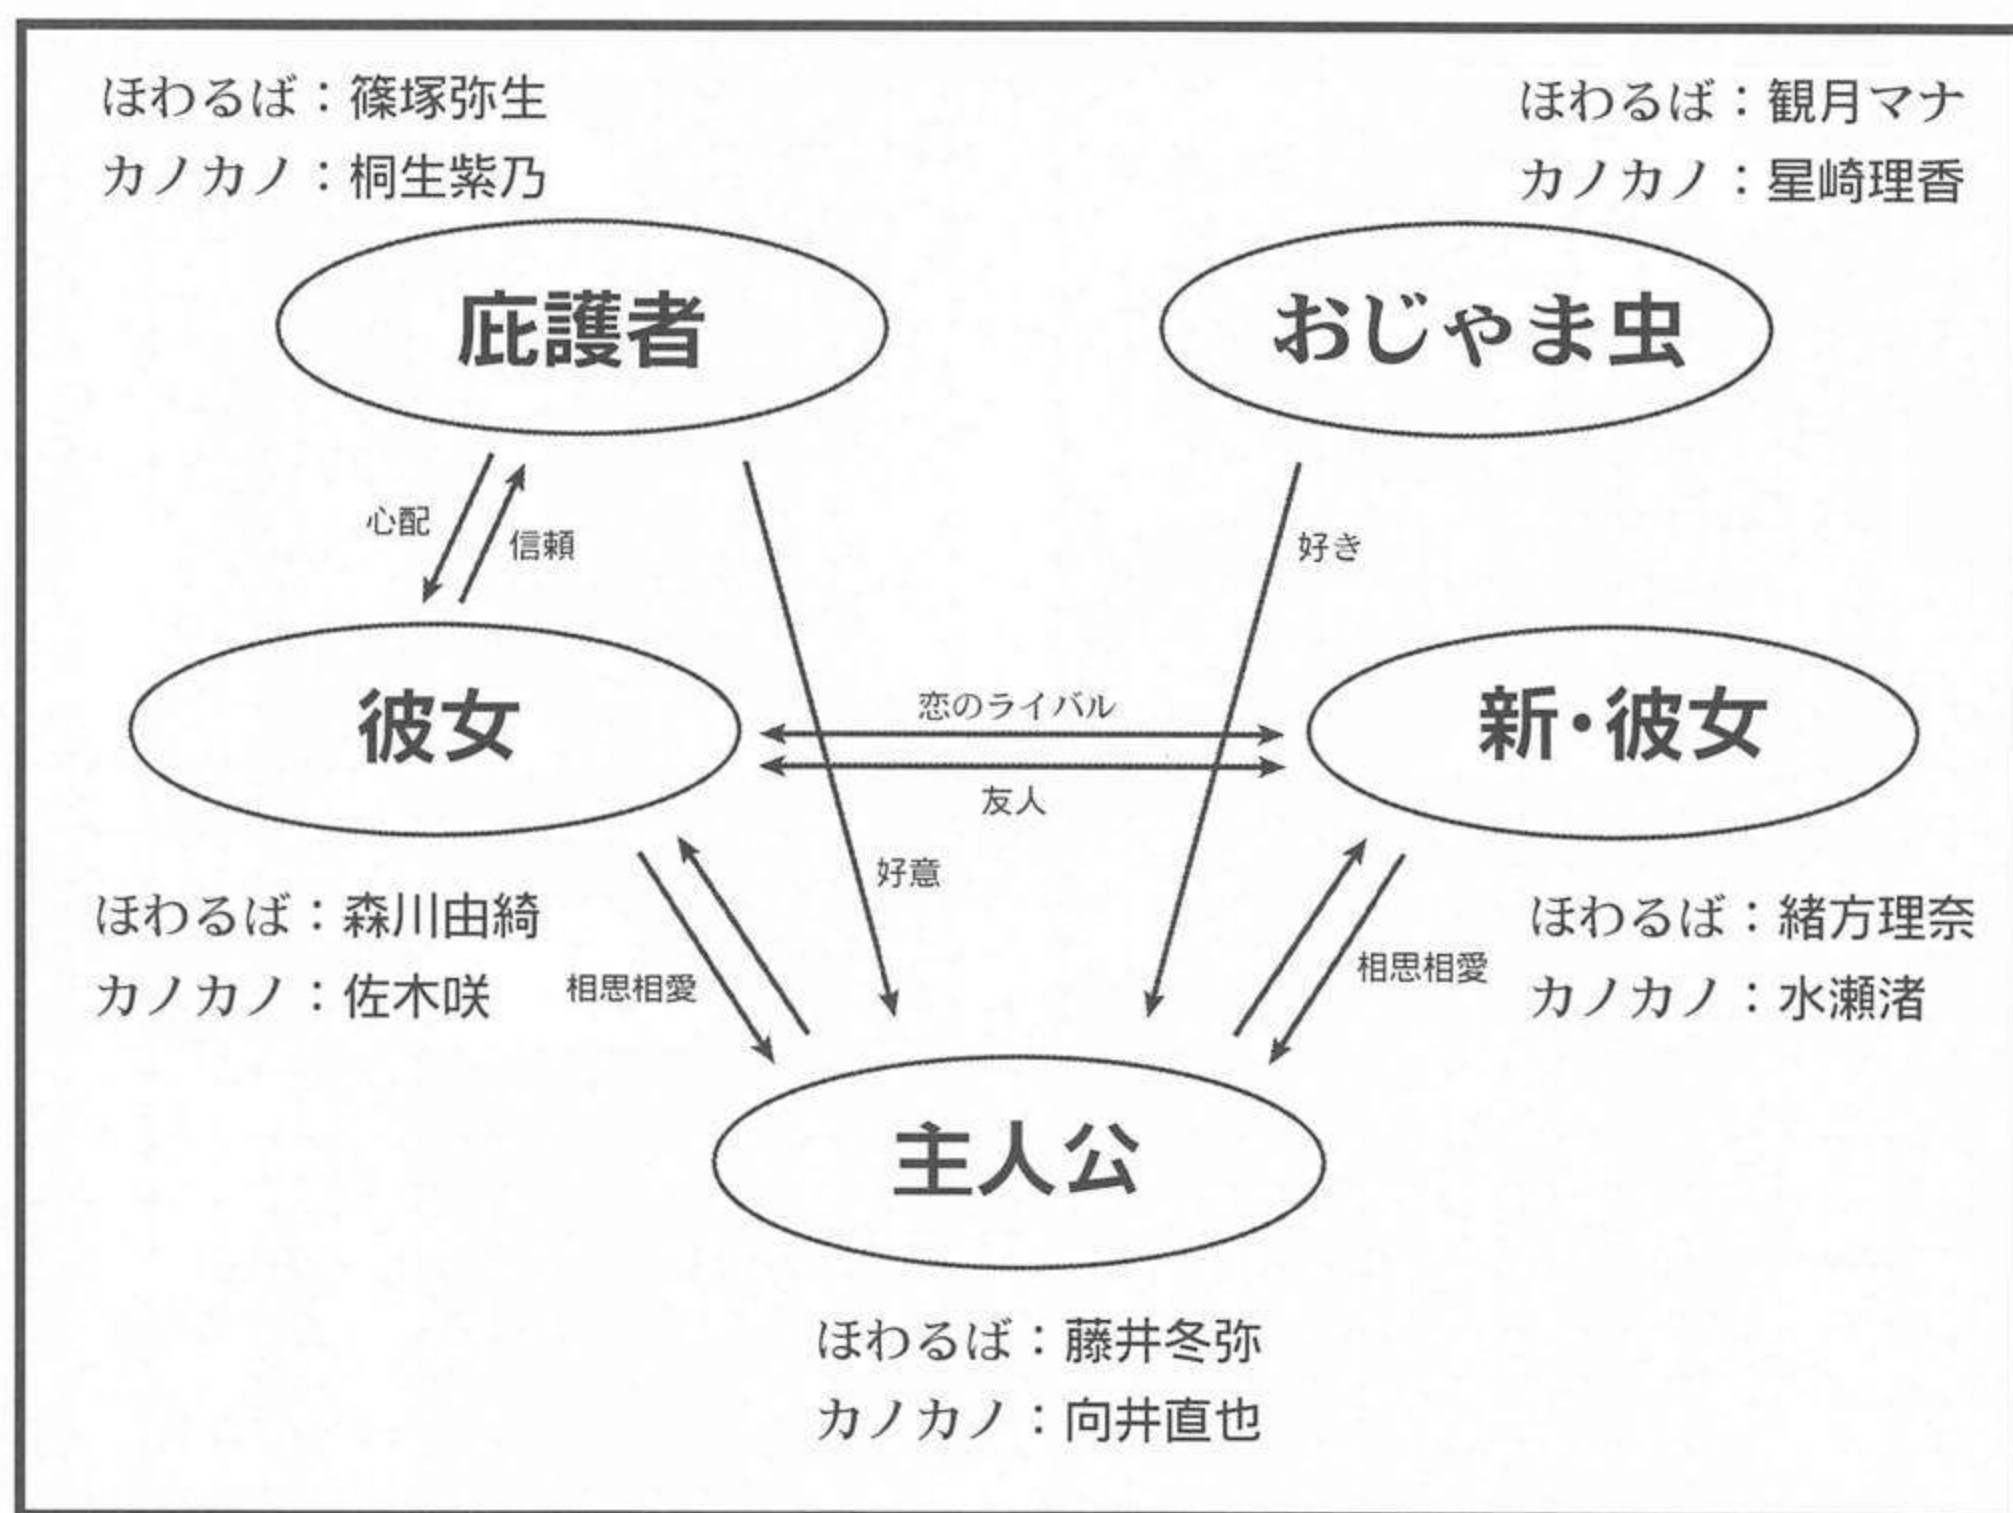 ほわるば：篠塚弥生
カノカノ：桐生紫乃
ほわるば：観月マナ
カノカノ：星崎理香
庇護者
おじゃま虫
心配
信頼
好き
彼女
恋のライバル
友人
新・彼女
好意
ほわるば：森川由綺
カノカノ：佐木咲
相思相愛
相思相愛
ほわるば：緒方理奈
カノカノ：水瀬渚
主人公
ほわるば：藤井冬弥
カノカノ：向井直也